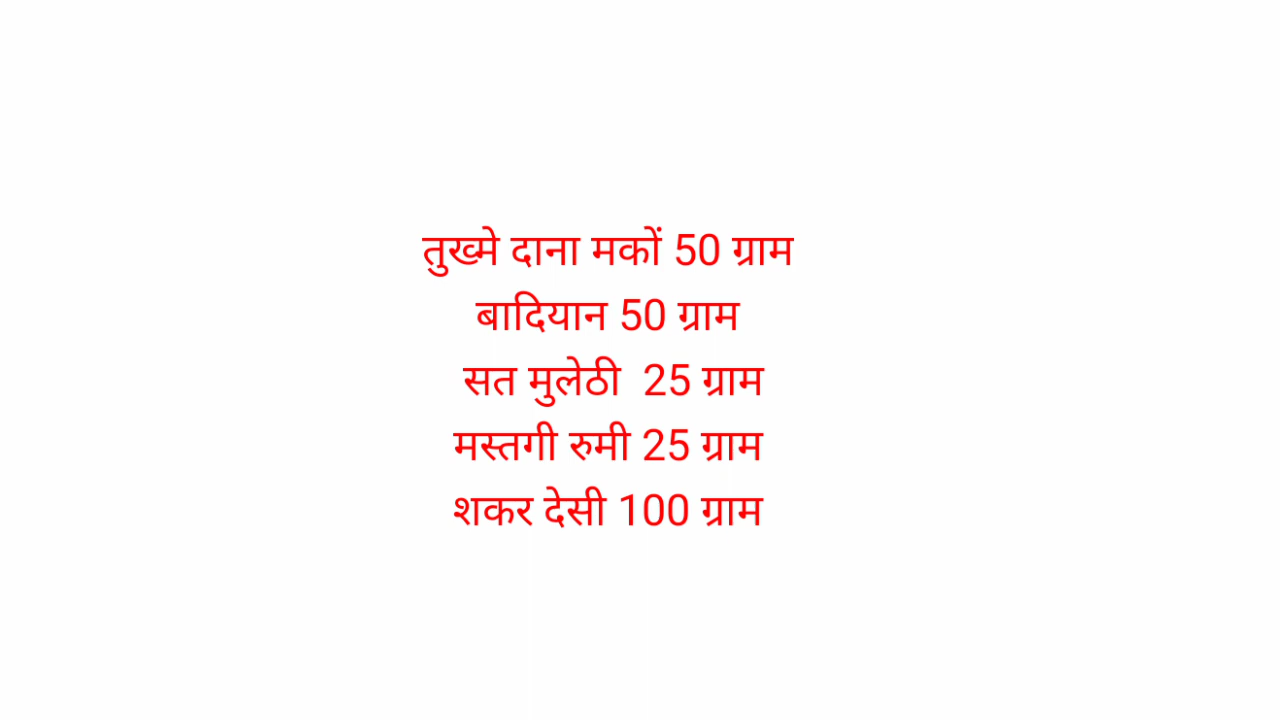 तुख्मे दाना मकों 50 ग्राम
बादियान 50 ग्राम
सत मुलेठी 25 ग्राम
मस्तगी रुमी 25 ग्राम
शकर देसी 100 ग्राम